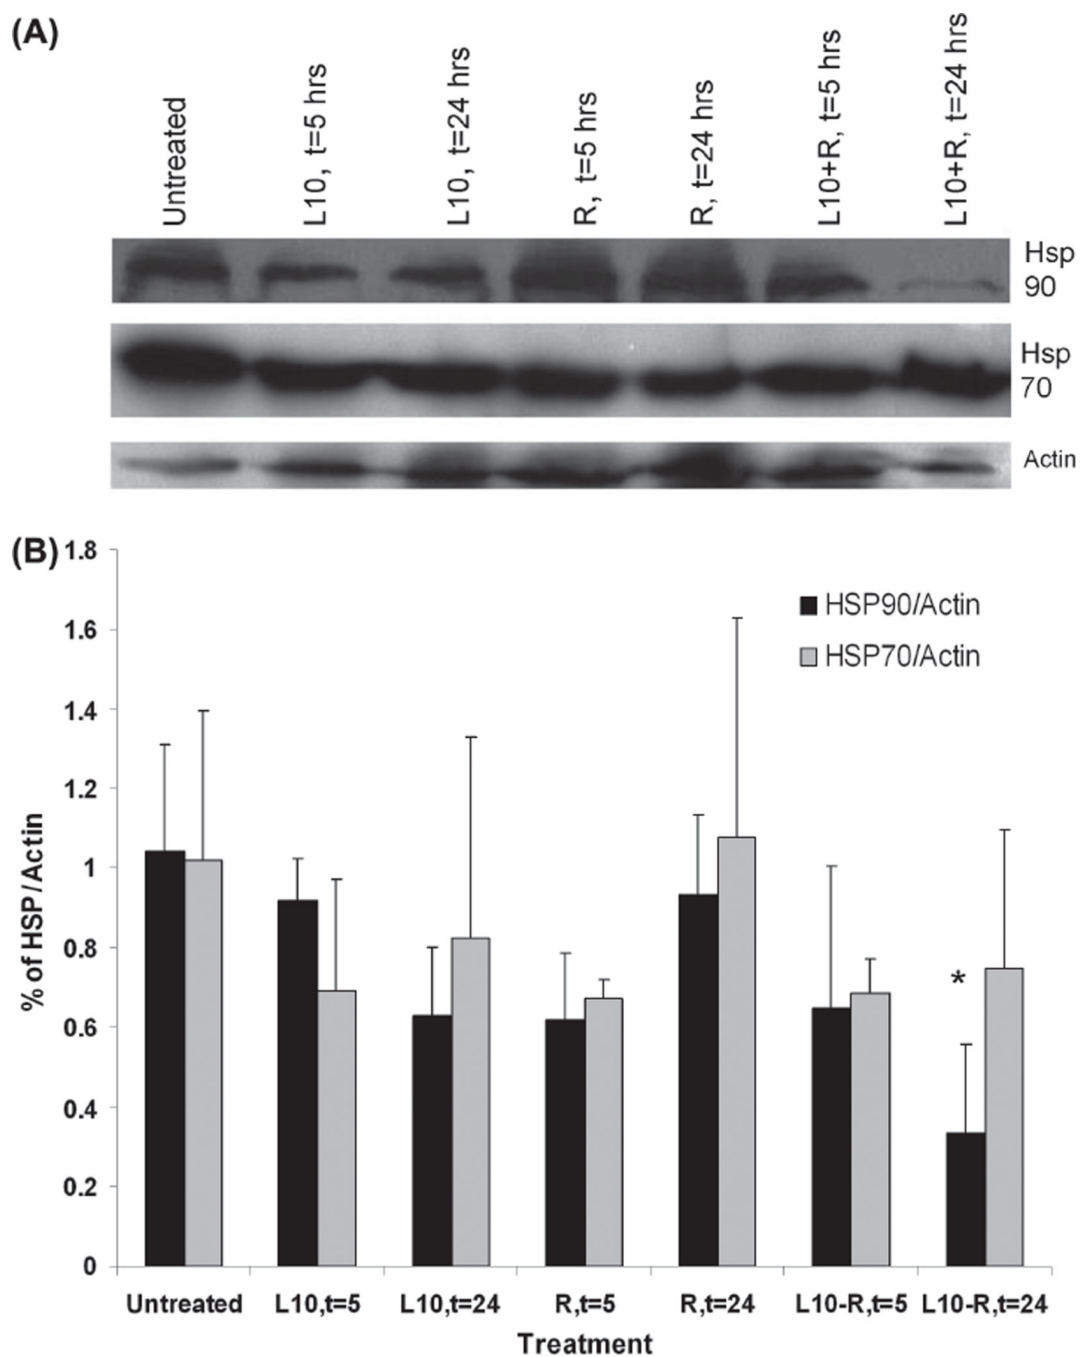 (A)
Untreated
L10, t=5 hrs
L10, t=24 hrs
R, t=5 hrs
R, t=24 hrs
L10+R, t=5 hrs
L10+R, t=24 hrs
Hsp
90
Hsp
70
Actin
(B)
1.8
1.6
1.4
1.2
1
0.8
0.6
0.4
0.2
0
% of HSP/Actin
HSP90/Actin
HSP70/Actin
*
Untreated
L10,t=5
L10,t=24
R,t=5
R,t=24
L10-R,t=5
L10-R,t=24
Treatment